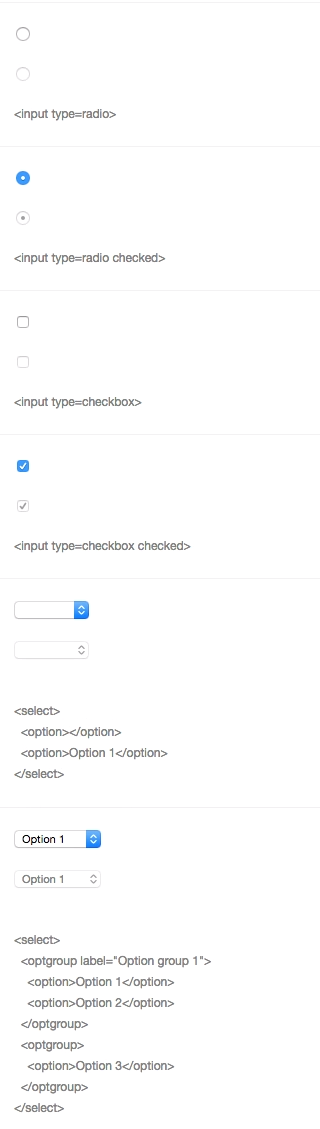 <input type=radio>
<input type=radio checked>
<input type=checkbox>
<input type=checkbox checked>
<select>
  <option></option>
  <option>Option 1</option>
</select>
Option 1
Option 1
<select>
  <optgroup label="Option group 1">
    <option>Option 1</option>
    <option>Option 2</option>
  </optgroup>
  <optgroup>
    <option>Option 3</option>
  </optgroup>
</select>